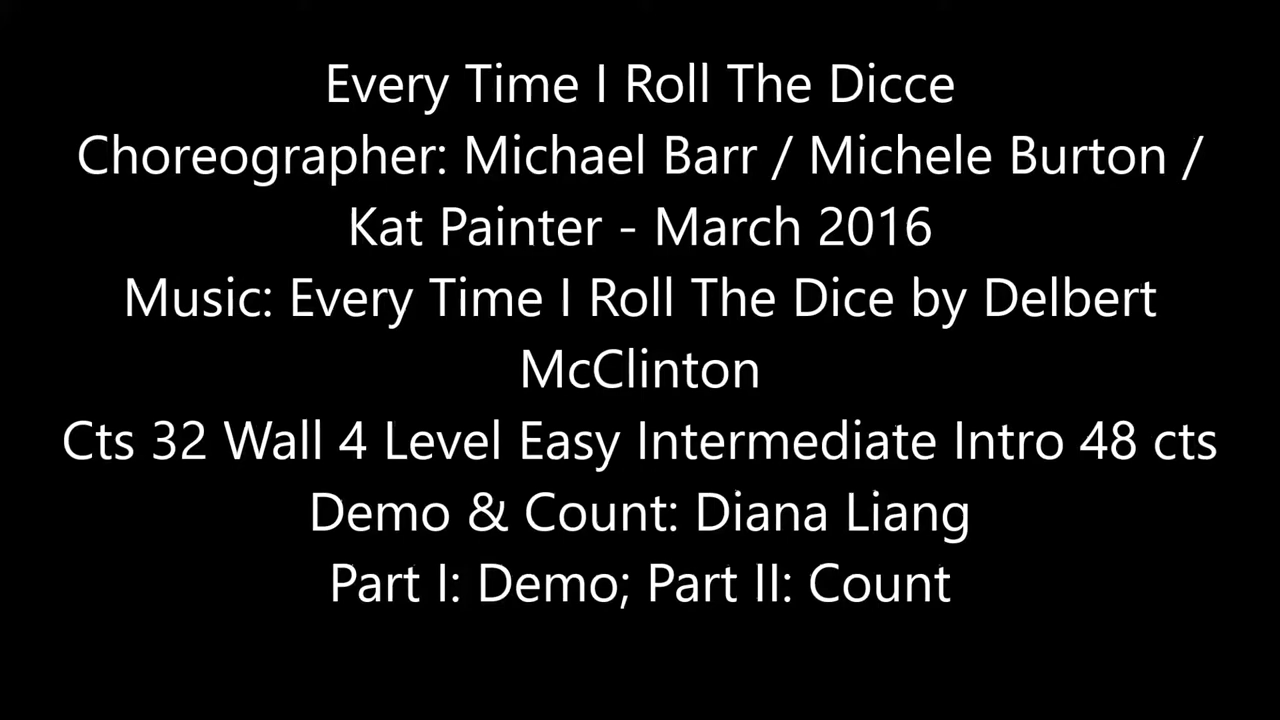 Every Time I Roll The Dicce
Choreographer: Michael Barr / Michele Burton /
Kat Painter - March 2016
Music: Every Time I Roll The Dice by Delbert
McClinton
Cts 32 Wall 4 Level Easy Intermediate Intro 48 cts
Demo & Count: Diana Liang
Part I: Demo; Part II: Count